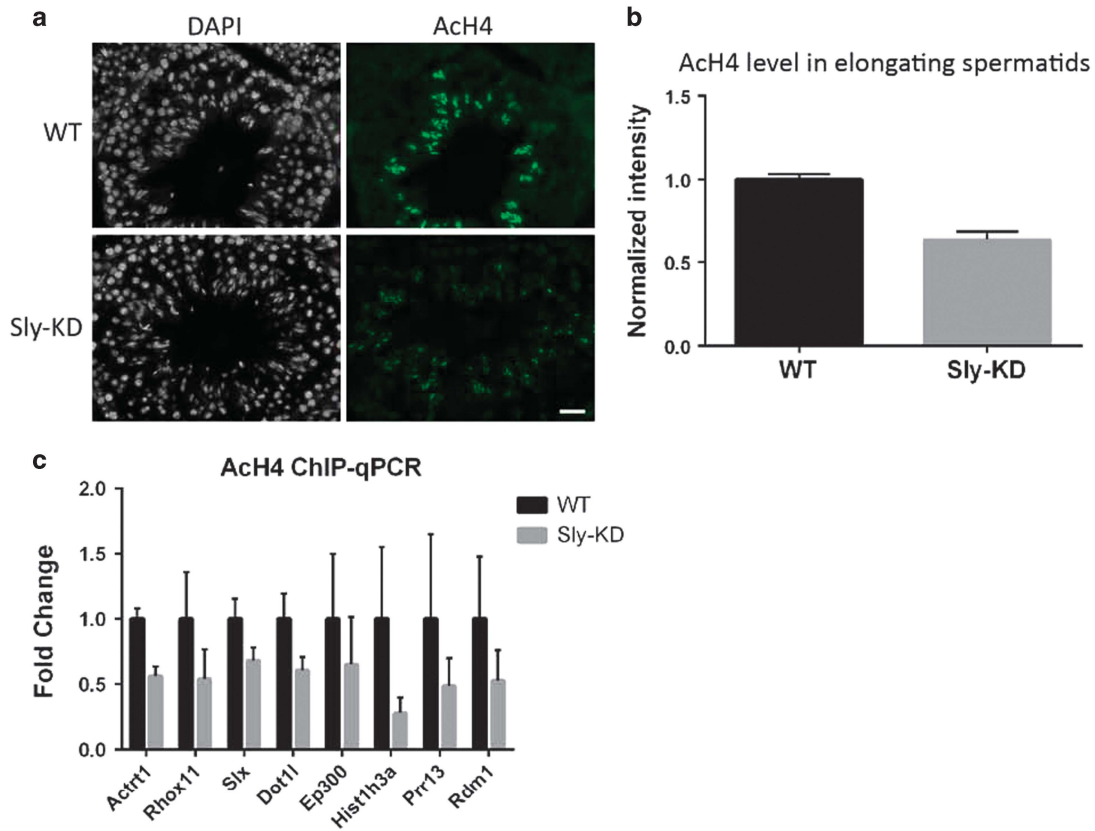 a
DAPI
AcH4
WT
Sly-KD
b
AcH4 level in elongating spermatids
Normalized intensity
1.5
1.0
0.5
0.0
WT
Sly-KD
c
AcH4 ChIP-qPCR
Fold Change
2.0
1.5
1.0
0.5
0.0
WT
Sly-KD
Actrt1
Rhox11
Slx
Dot1l
Ep300
Hist1h3a
Prr13
Rdm1